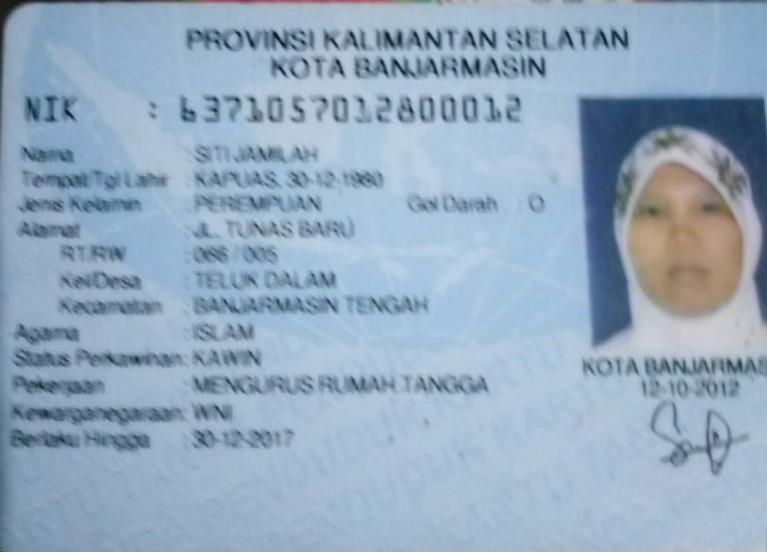 PROVINSI KALIMANTAN SELATAN
KOTA BANJARMASIN
NIK : 6371057012800012
Nama : SITI JAMILAH
Tempat/Tgl Lahir : KAPUAS, 30-12-1980
Jenis Kelamin : PEREMPUAN Gol Darah : O
Alamat : JL. TUNAS BARU
RT/RW : 066 / 005
Kel/Desa : TELUK DALAM
Kecamatan : BANJARMASIN TENGAH
Agama : ISLAM
Status Perkawinan: KAWIN
Pekerjaan : MENGURUS RUMAH TANGGA
Kewarganegaraan: WNI
Berlaku Hingga : 30-12-2017
KOTA BANJARMAS
12-10-2012